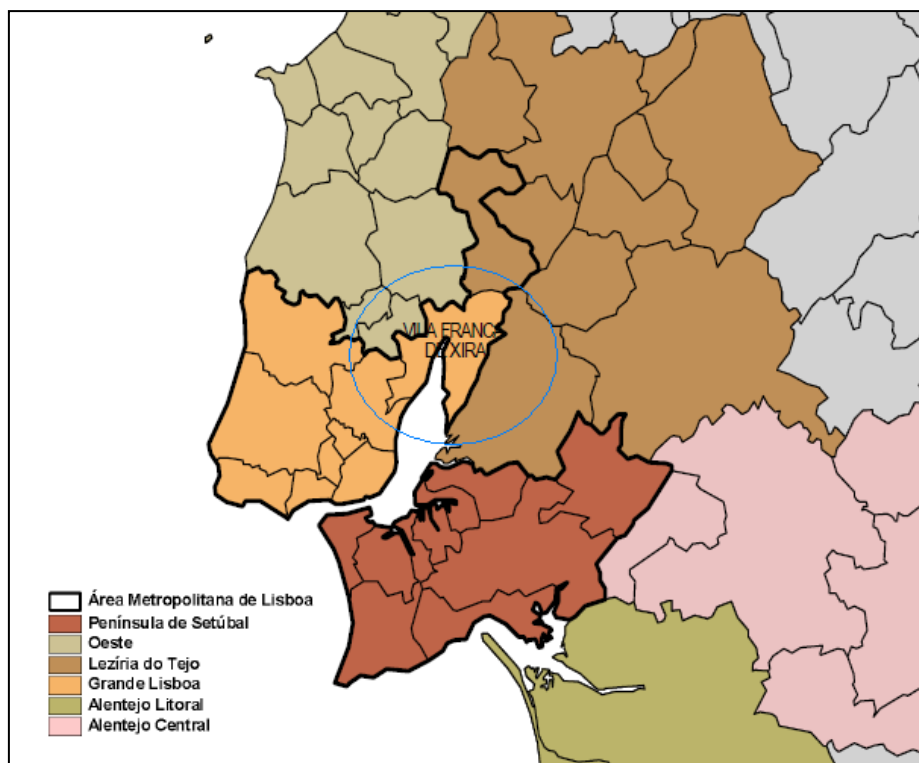 VILA FRANCA
DE XIRA
Área Metropolitana de Lisboa
Península de Setúbal
Oeste
Lezíria do Tejo
Grande Lisboa
Alentejo Litoral
Alentejo Central